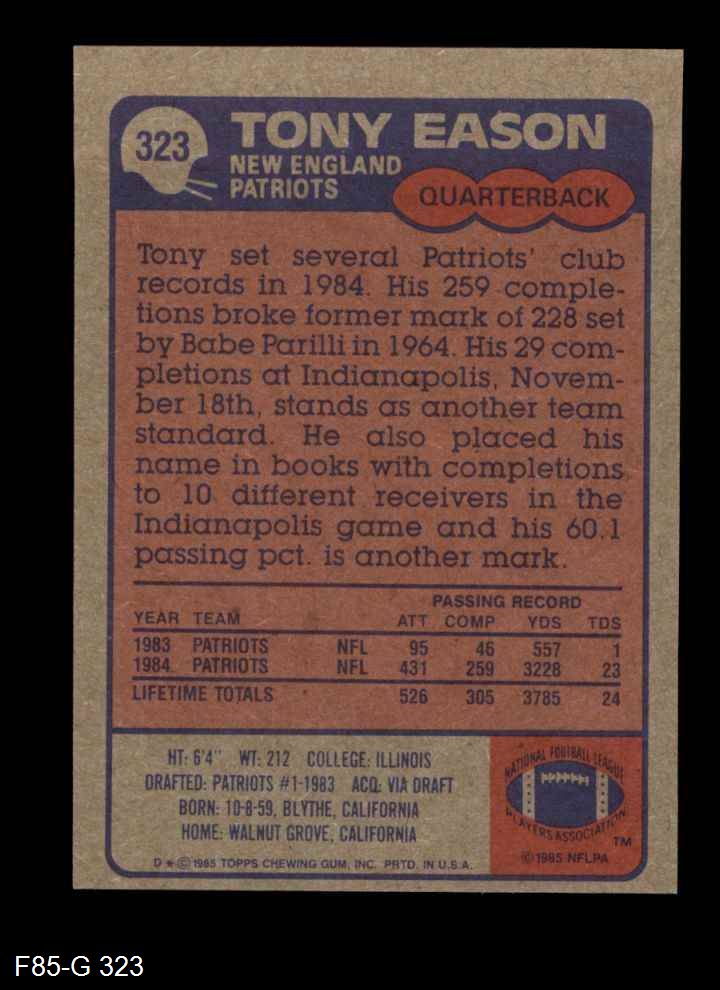 323
TONY EASON
NEW ENGLAND
PATRIOTS
QUARTERBACK
Tony set several Patriots' club
records in 1984. His 259 comple-
tions broke former mark of 228 set
by Babe Parilli in 1964. His 29 com-
pletions at Indianapolis, Novem-
ber 18th, stands as another team
standard. He also placed his
name in books with completions
to 10 different receivers in the
Indianapolis game and his 60.1
passing pct. is another mark.
PASSING RECORD
YEAR TEAM ATT COMP YDS TDS
1983 PATRIOTS NFL 95 46 557 1
1984 PATRIOTS NFL 431 259 3228 23
LIFETIME TOTALS 526 305 3785 24
HT: 6'4" WT: 212 COLLEGE: ILLINOIS
DRAFTED: PATRIOTS #1-1983 ACQ: VIA DRAFT
BORN: 10-8-59, BLYTHE, CALIFORNIA
HOME: WALNUT GROVE, CALIFORNIA
D★©1985 TOPPS CHEWING GUM, INC. PRTD. IN U.S.A.
NATIONAL FOOTBALL LEAGUE
PLAYERS ASSOCIATION
TM
©1985 NFLPA
F85-G 323